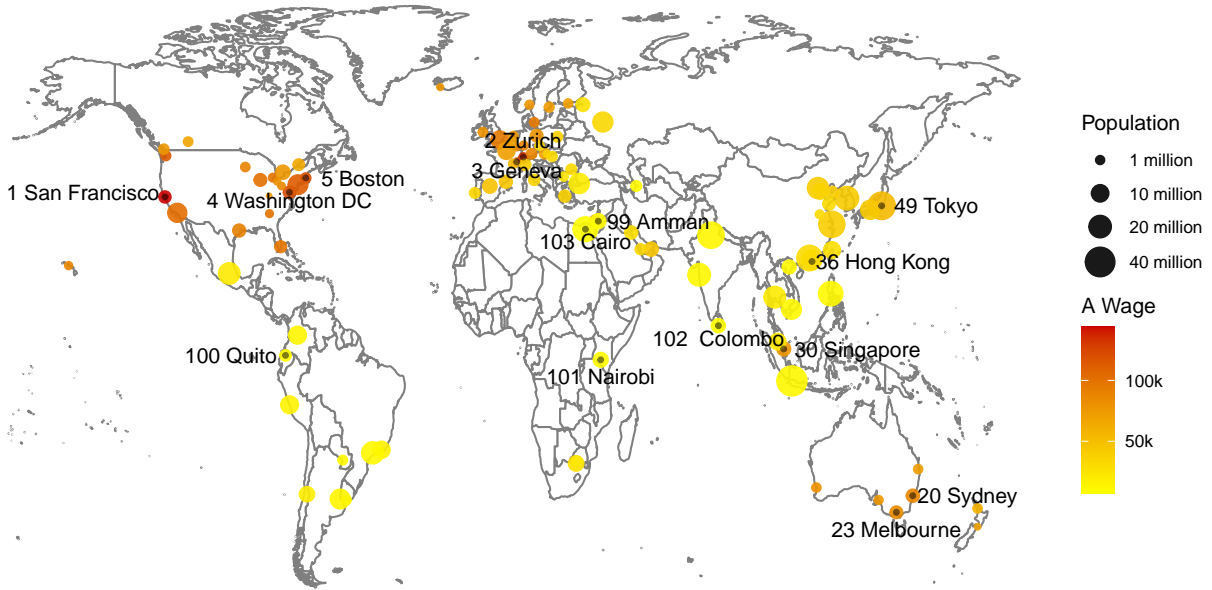 Population
1 million
10 million
20 million
40 million
A Wage
100k
50k
2 Zurich
3 Geneva
5 Boston
1 San Francisco
4 Washington DC
49 Tokyo
99 Amman
103 Cairo
36 Hong Kong
102 Colombo
30 Singapore
100 Quito
101 Nairobi
20 Sydney
23 Melbourne